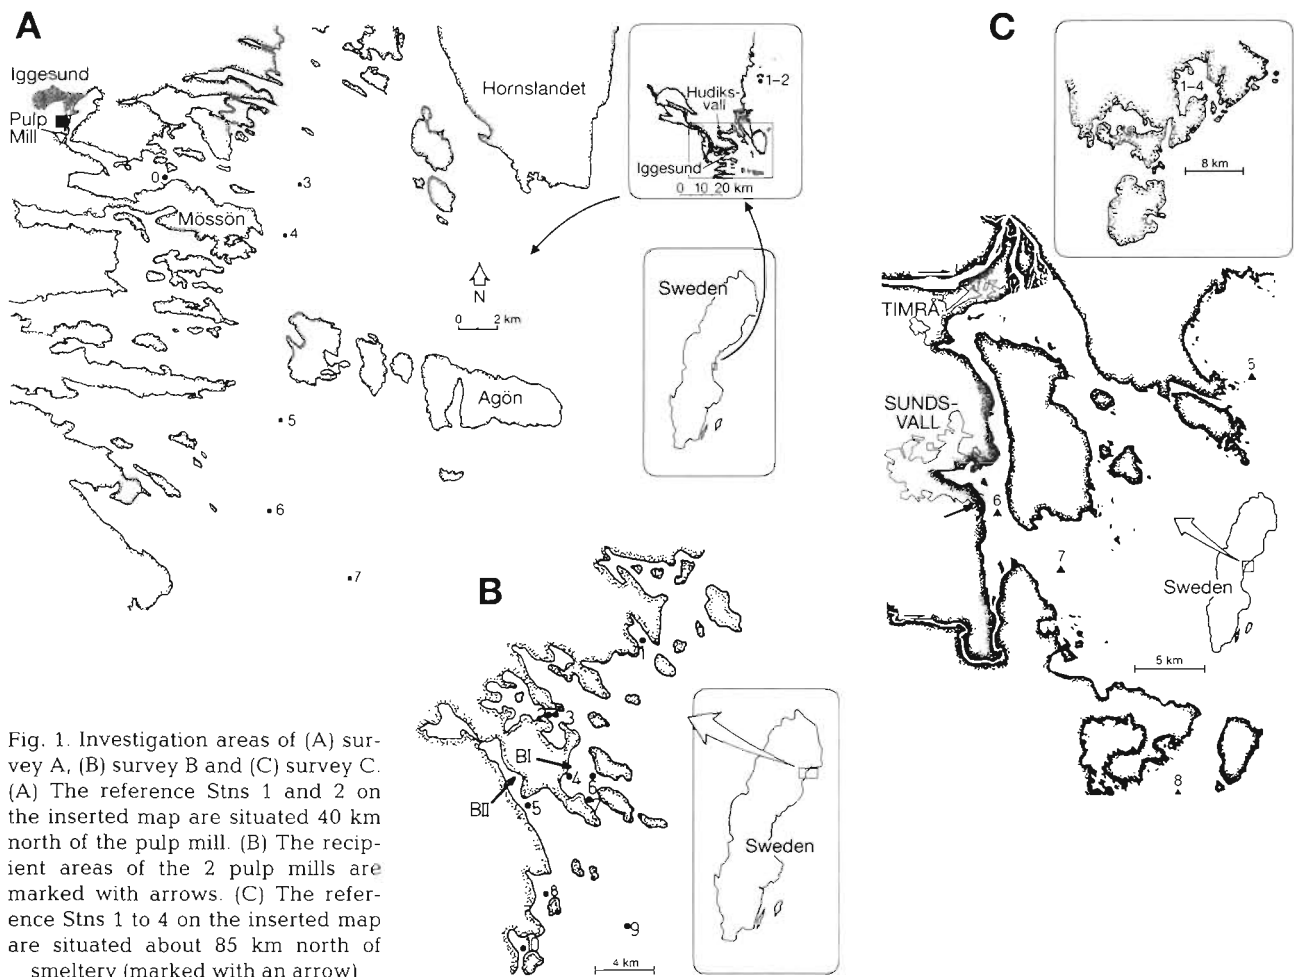 A
Iggesund
Pulp
Mill
0
3
Mössön
4
Hornslandet
N
0 2 km
Agön
5
6
7
1–2
Hudiks-
vall
Iggesund
0 10 20 km
Sweden
B
1
3
BI
4
BII
5
8
9
4 km
Sweden
C
1–4
8 km
TIMRÅ
5
SUNDS-
VALL
6
7
Sweden
5 km
8
Fig. 1. Investigation areas of (A) sur-
vey A, (B) survey B and (C) survey C.
(A) The reference Stns 1 and 2 on
the inserted map are situated 40 km
north of the pulp mill. (B) The recip-
ient areas of the 2 pulp mills are
marked with arrows. (C) The refer-
ence Stns 1 to 4 on the inserted map
are situated about 85 km north of
smeltery (marked with an arrow)